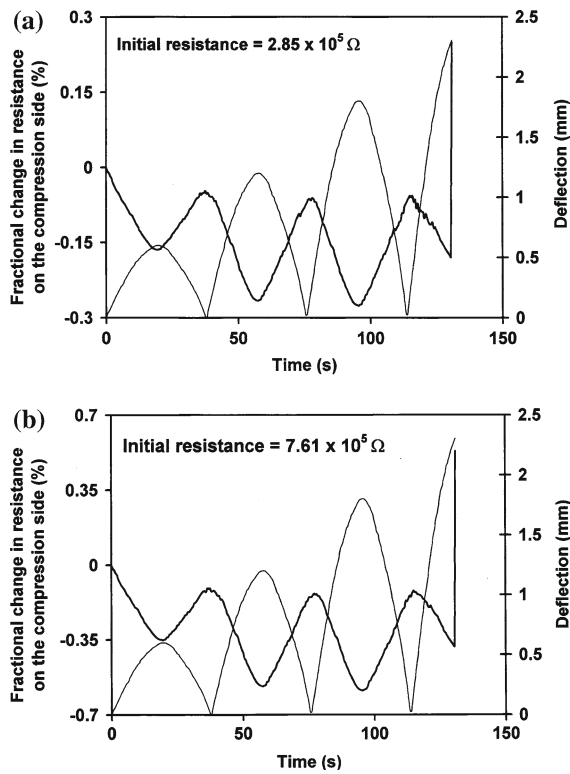 (a)
Initial resistance = 2.85 x 10⁵ Ω
Fractional change in resistance
on the compression side (%)
0.3
0.15
0
-0.15
-0.3
2.5
2
1.5
1
0.5
0
Deflection (mm)
0 50 100 150
Time (s)
(b)
Initial resistance = 7.61 x 10⁵ Ω
Fractional change in resistance
on the compression side (%)
0.7
0.35
0
-0.35
-0.7
2.5
2
1.5
1
0.5
0
Deflection (mm)
0 50 100 150
Time (s)